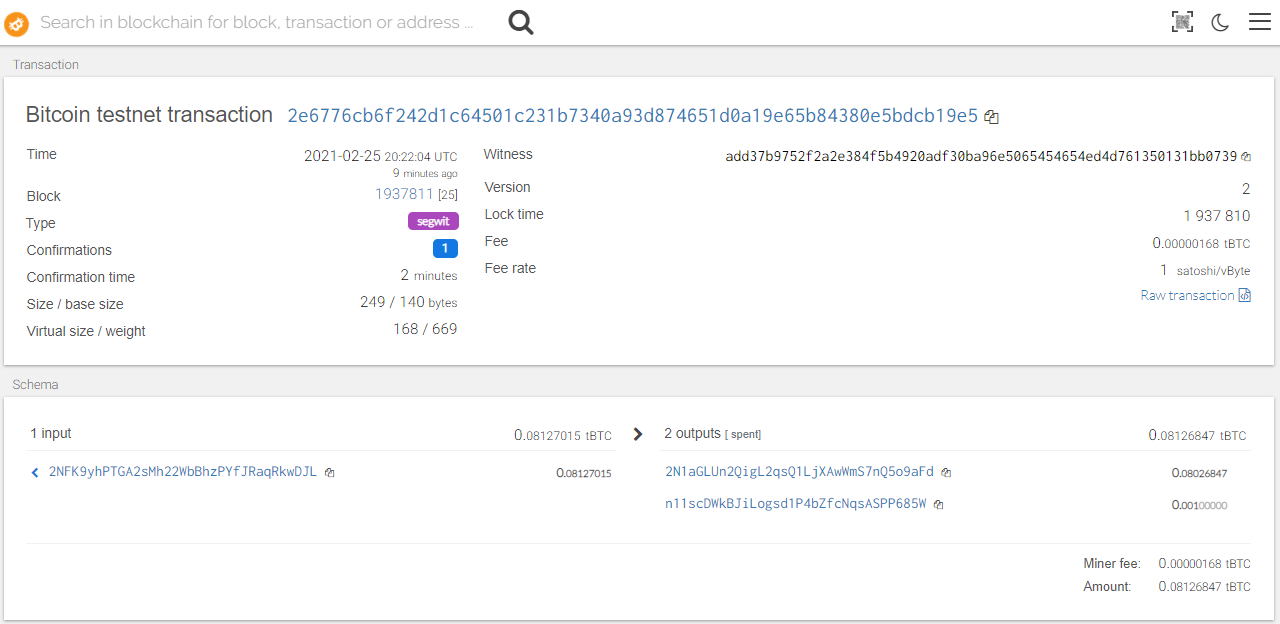 Search in blockchain for block, transaction or address ...
Transaction
Bitcoin testnet transaction 2e6776cb6f242d1c64501c231b7340a93d874651d0a19e65b84380e5bdcb19e5
Time 2021-02-25 20:22:04 UTC
9 minutes ago
Block 1937811 [25]
Type segwit
Confirmations 1
Confirmation time 2 minutes
Size / base size 249 / 140 bytes
Virtual size / weight 168 / 669
Witness add37b9752f2a2e384f5b4920adf30ba96e5065454654ed4d761350131bb0739
Version 2
Lock time 1 937 810
Fee 0.00000168 tBTC
Fee rate 1 satoshi/vByte
Raw transaction
Schema
1 input 0.08127015 tBTC
2NFK9yhPTGA2sMh22WbBhzPYfJRaqRkwDJL 0.08127015
2 outputs [ spent] 0.08126847 tBTC
2N1aGLUn2QigL2qsQ1LjXAwWmS7nQ5o9aFd 0.08026847
n11scDWkBJiLogsd1P4bZfcNqsASPP685W 0.00100000
Miner fee: 0.00000168 tBTC
Amount: 0.08126847 tBTC